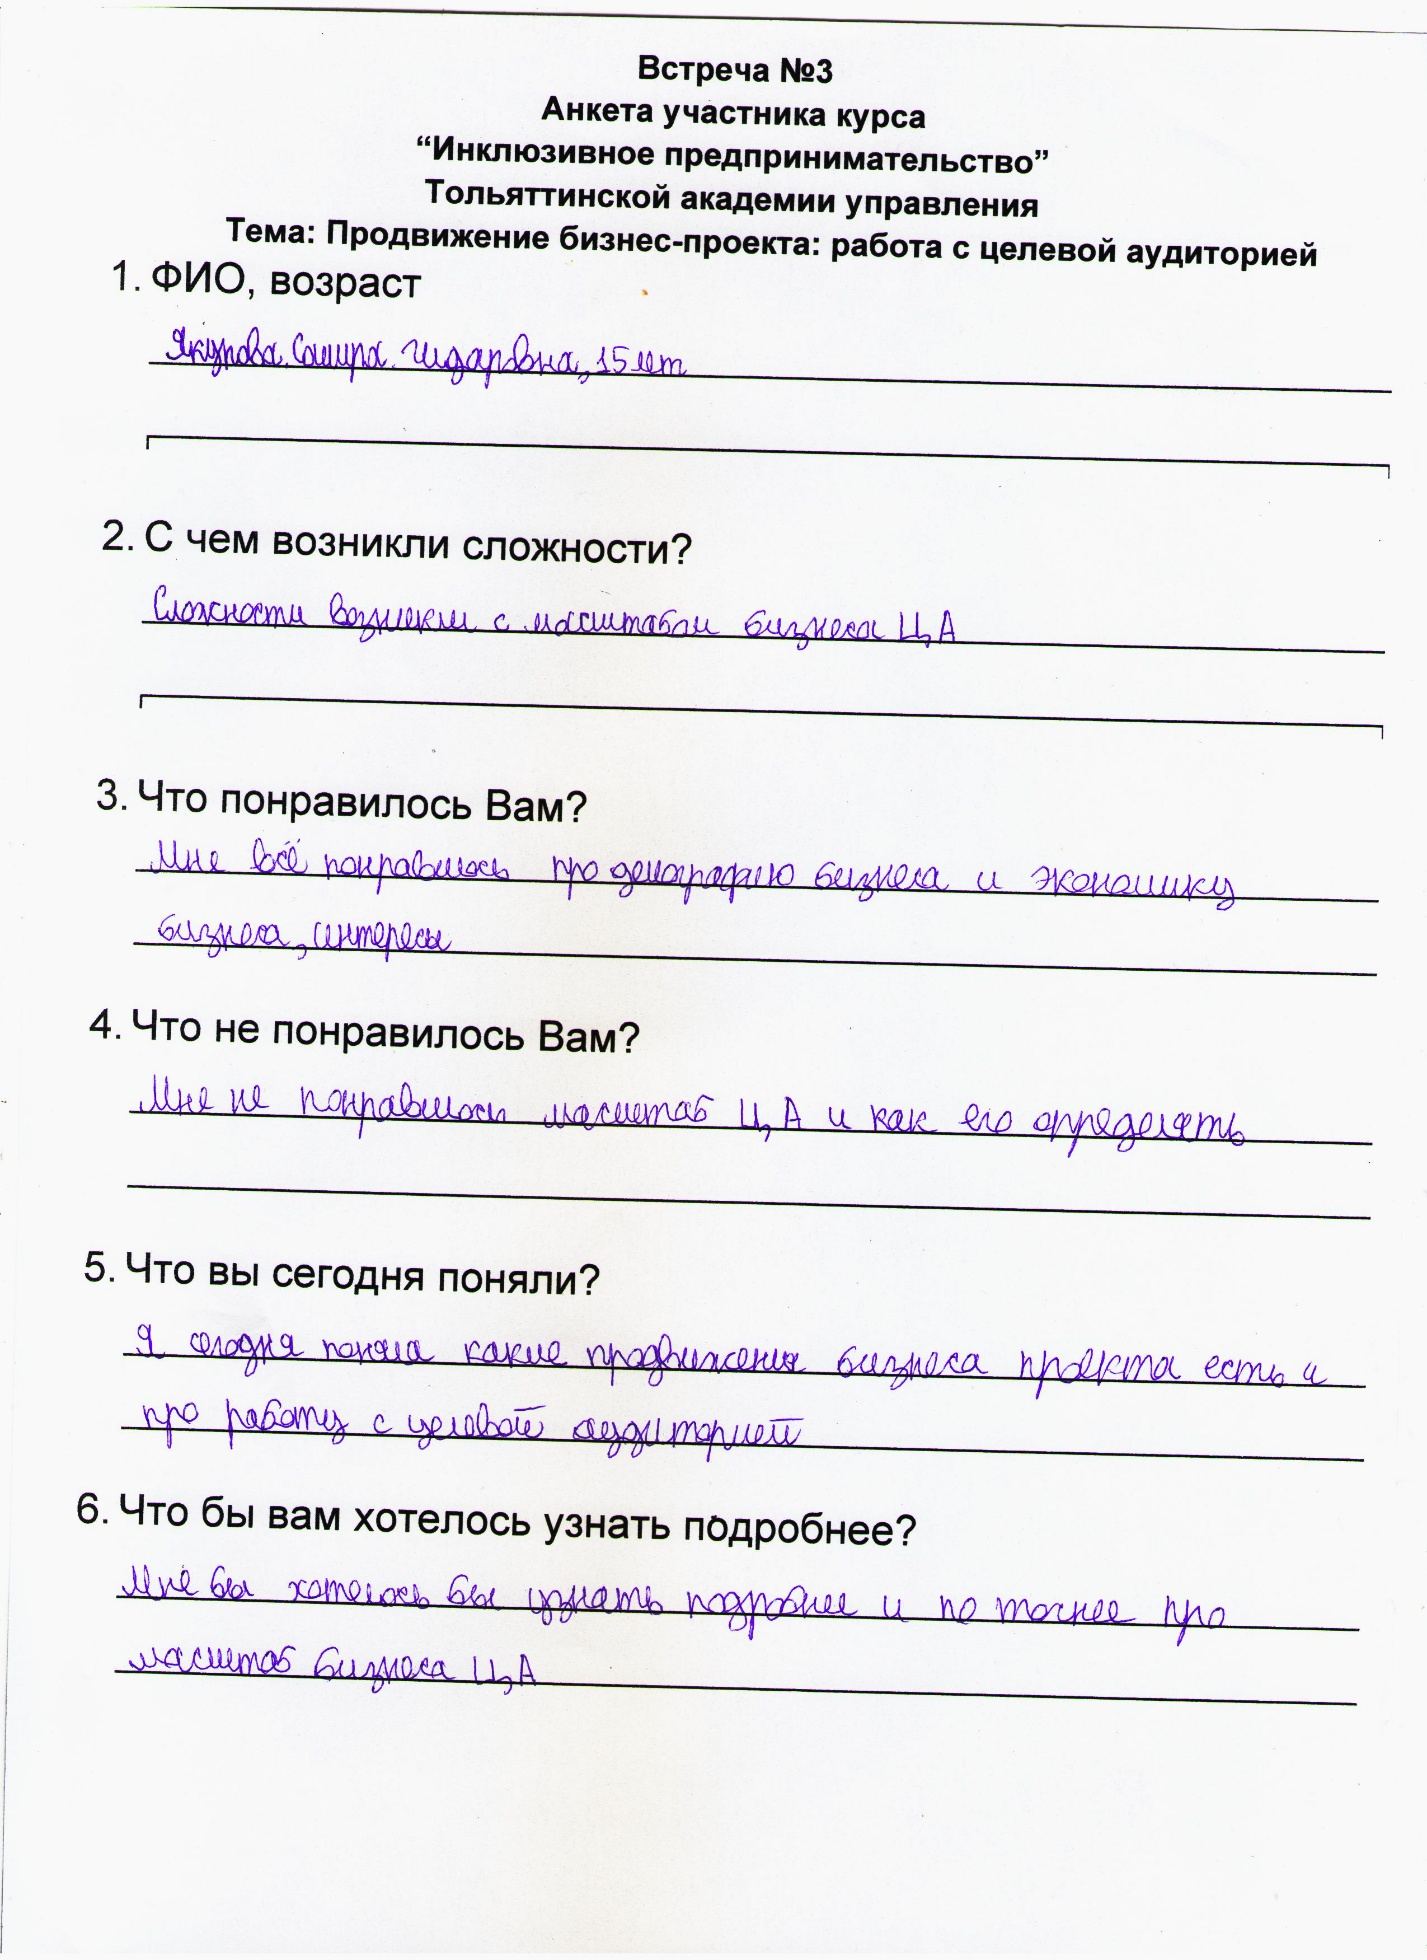 Встреча №3
Анкета участника курса
“Инклюзивное предпринимательство”
Тольяттинской академии управления
Тема: Продвижение бизнес-проекта: работа с целевой аудиторией
1. ФИО, возраст
15 лет
2. С чем возникли сложности?
Сложности возникли с масштабом бизнеса ЦА
3. Что понравилось Вам?
Мне всё понравилось про демографию бизнеса и экономику
бизнеса, интересы
4. Что не понравилось Вам?
Мне не понравилось масштаб ЦА и как его определять
5. Что вы сегодня поняли?
Я сегодня поняла какие продвижения бизнеса проекта есть и
про работу с целевой аудиторией
6. Что бы вам хотелось узнать подробнее?
Мне бы хотелось бы узнать подробнее и по точнее про
масштаб бизнеса ЦА